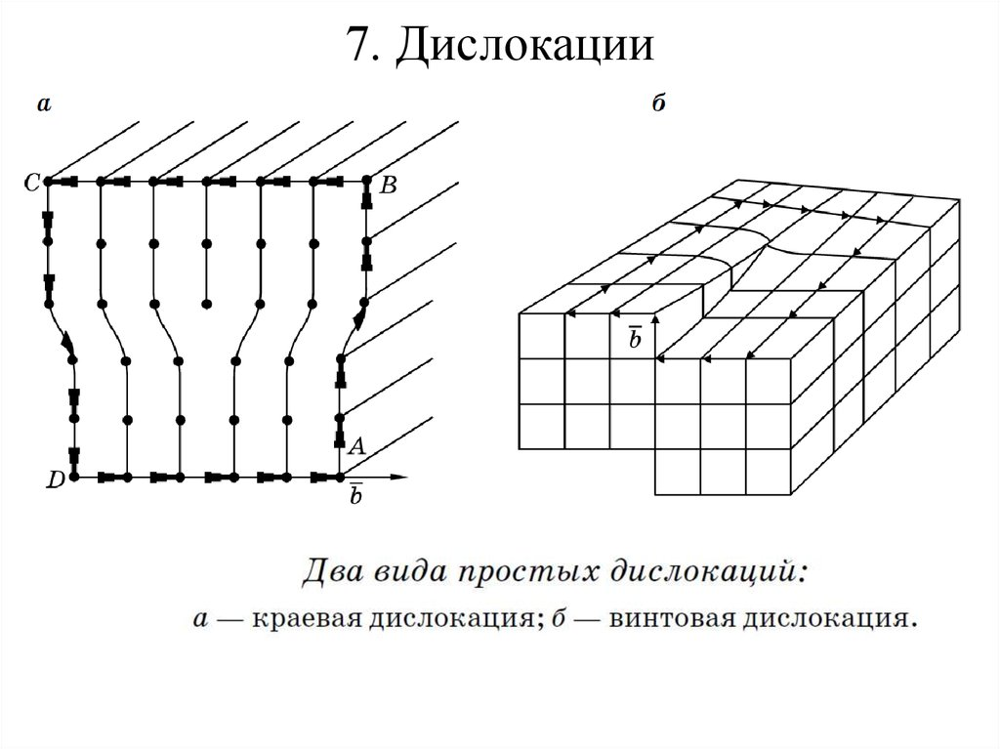 7. Дислокации
а
б
C
B
A
D
b̅
b̅
Два вида простых дислокаций:
а — краевая дислокация; б — винтовая дислокация.